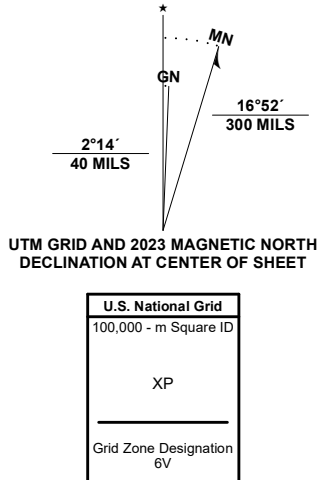 ★
MN
GN
16°52´
300 MILS
2°14´
40 MILS
UTM GRID AND 2023 MAGNETIC NORTH
DECLINATION AT CENTER OF SHEET
U.S. National Grid
100,000 - m Square ID
XP
Grid Zone Designation
6V